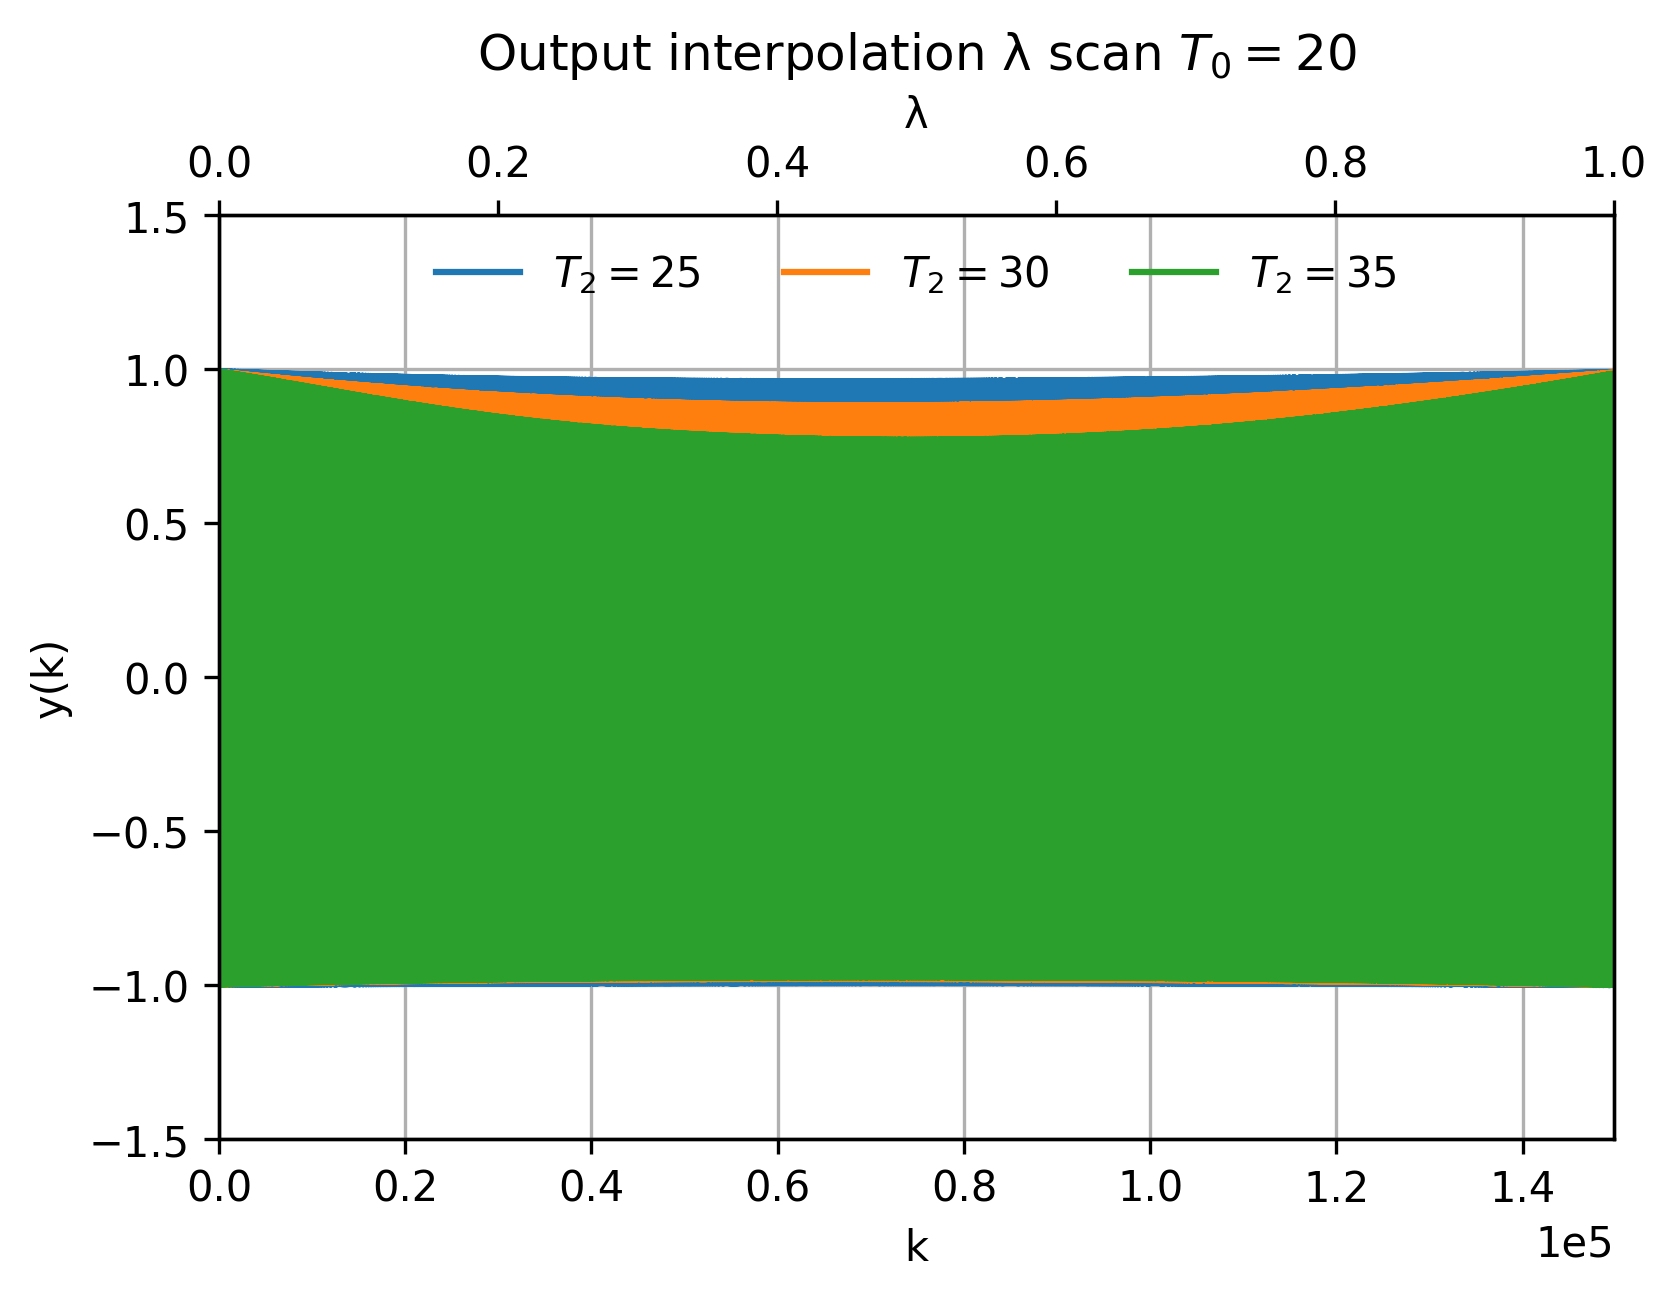 Output interpolation λ scan T₀ = 20
λ
0.0 0.2 0.4 0.6 0.8 1.0
T₂ = 25 T₂ = 30 T₂ = 35
1.5
1.0
0.5
0.0
−0.5
−1.0
−1.5
y(k)
0.0 0.2 0.4 0.6 0.8 1.0 1.2 1.4
k
1e5